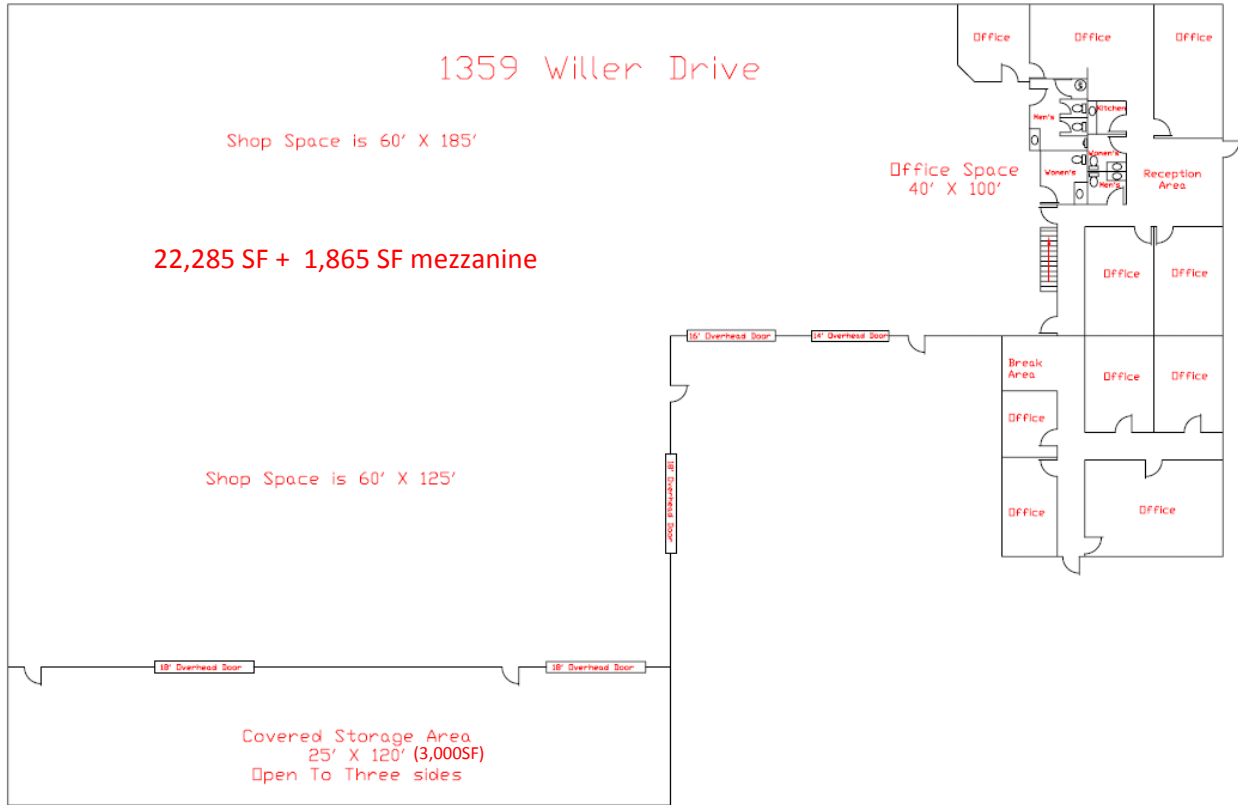 Office
Office
Office
1359 Willer Drive
Men's
Kitchen
Shop Space is 60' X 185'
Women's
Office Space
40' X 100'
Women's
Men's
Reception
Area
22,285 SF + 1,865 SF mezzanine
Office
Office
16' Overhead Door
14' Overhead Door
Break
Area
Office
Office
Office
Shop Space is 60' X 125'
18' Overhead Door
Office
Office
18' Overhead Door
18' Overhead Door
Covered Storage Area
25' X 120' (3,000SF)
Open To Three sides